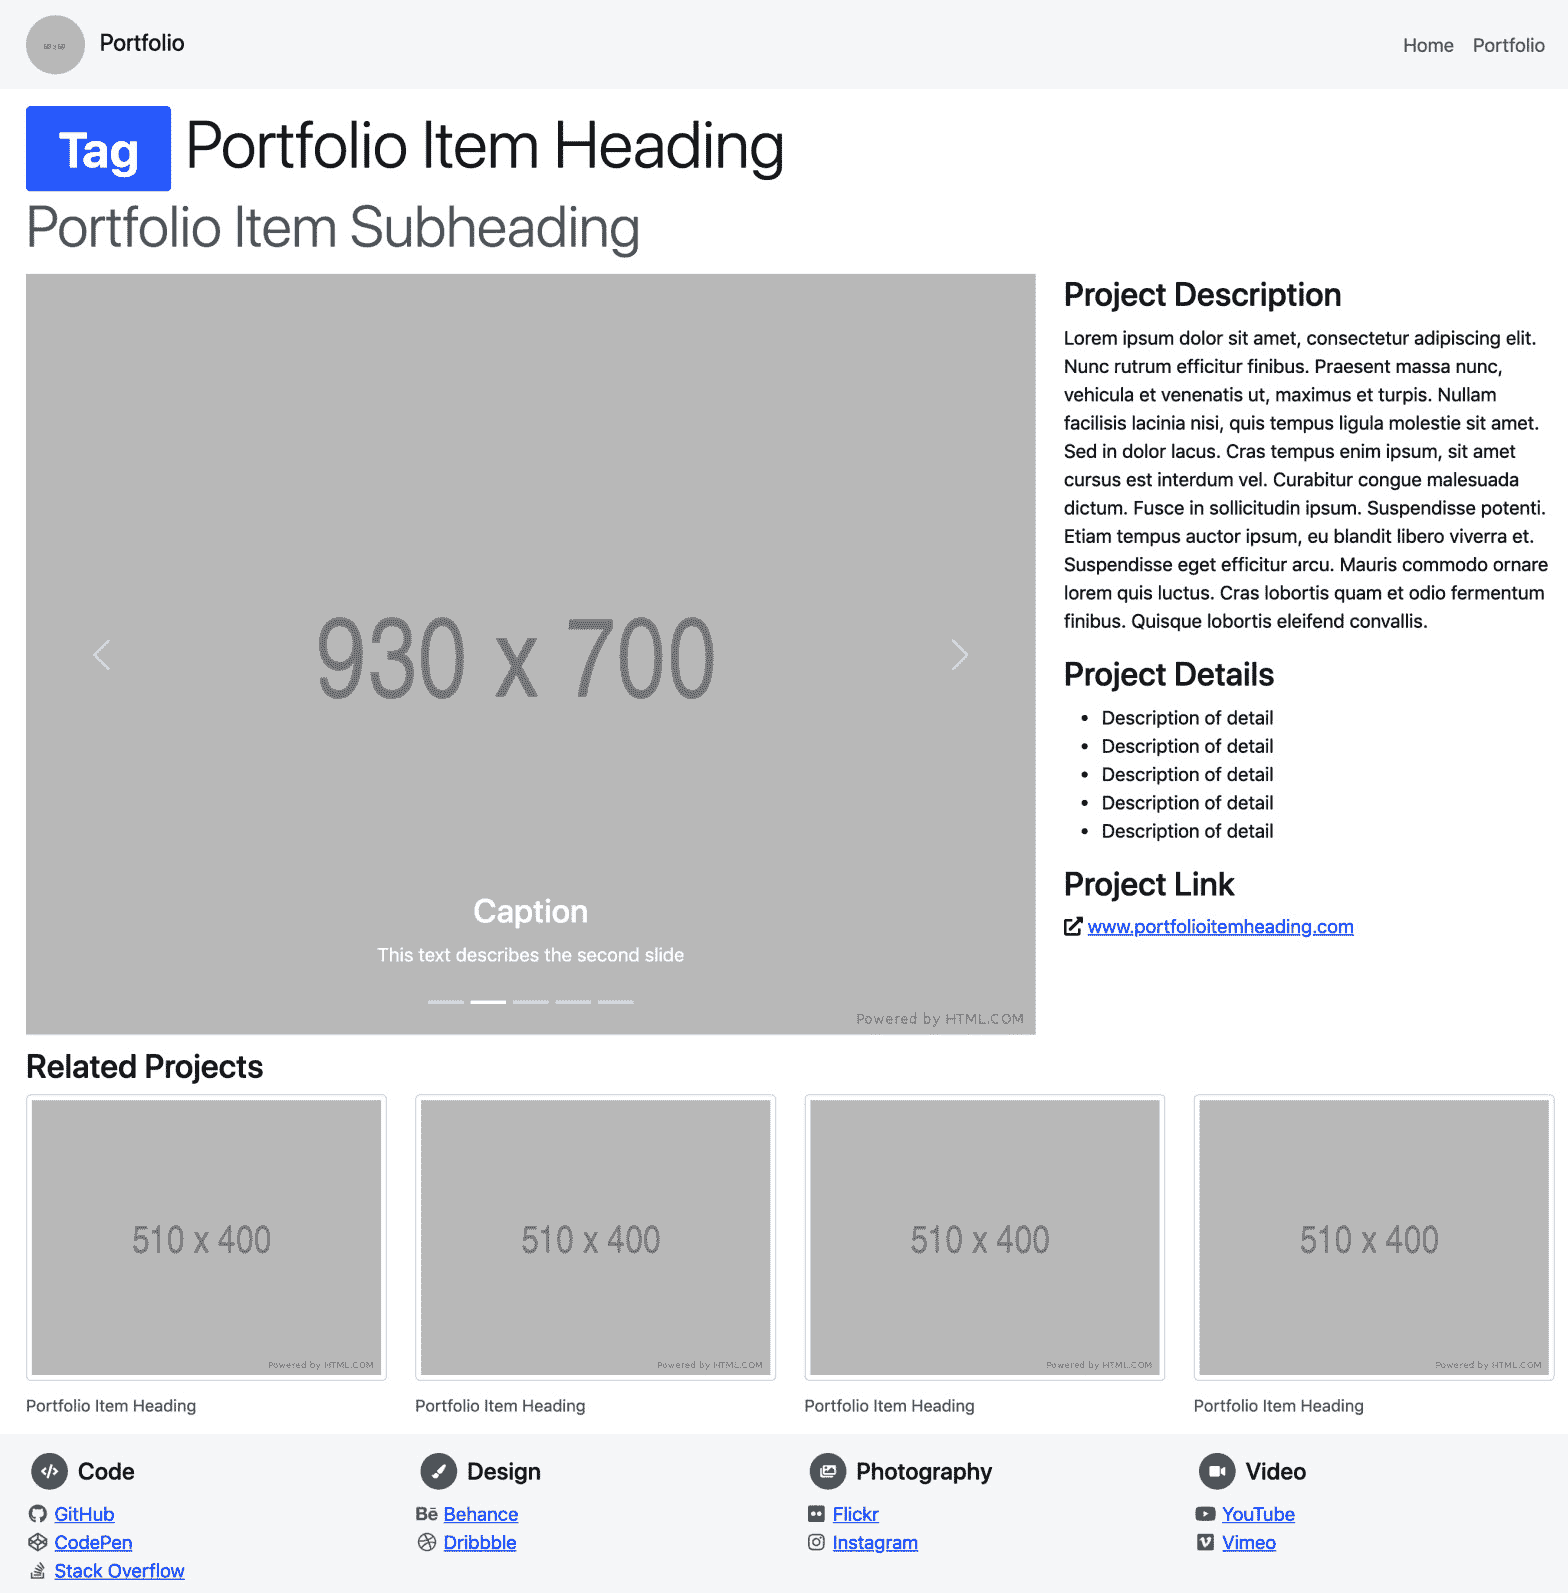 50 x 50
Portfolio
Home Portfolio
Tag Portfolio Item Heading
Portfolio Item Subheading
930 x 700
Caption
This text describes the second slide
Powered by HTML.COM
Project Description
Lorem ipsum dolor sit amet, consectetur adipiscing elit.
Nunc rutrum efficitur finibus. Praesent massa nunc,
vehicula et venenatis ut, maximus et turpis. Nullam
facilisis lacinia nisi, quis tempus ligula molestie sit amet.
Sed in dolor lacus. Cras tempus enim ipsum, sit amet
cursus est interdum vel. Curabitur congue malesuada
dictum. Fusce in sollicitudin ipsum. Suspendisse potenti.
Etiam tempus auctor ipsum, eu blandit libero viverra et.
Suspendisse eget efficitur arcu. Mauris commodo ornare
lorem quis luctus. Cras lobortis quam et odio fermentum
finibus. Quisque lobortis eleifend convallis.
Project Details
• Description of detail
• Description of detail
• Description of detail
• Description of detail
• Description of detail
Project Link
www.portfolioitemheading.com
Related Projects
510 x 400
Powered by HTML.COM
Portfolio Item Heading
510 x 400
Powered by HTML.COM
Portfolio Item Heading
510 x 400
Powered by HTML.COM
Portfolio Item Heading
510 x 400
Powered by HTML.COM
Portfolio Item Heading
Code
GitHub
CodePen
Stack Overflow
Design
Bē Behance
Dribbble
Photography
Flickr
Instagram
Video
YouTube
Vimeo